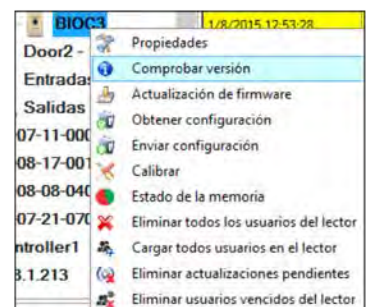 BIOC3 1/8/2015 12:53:28
Door2 - Propiedades
Entradas Comprobar versión
Salidas Actualización de firmware
07-11-000 Obtener configuración
08-17-001 Enviar configuración
08-08-040 Calibrar
07-21-070 Estado de la memoria
Eliminar todos los usuarios del lector
ntroller1 Cargar todos usuarios en el lector
3.1.213 Eliminar actualizaciones pendientes
Eliminar usuarios vencidos del lector